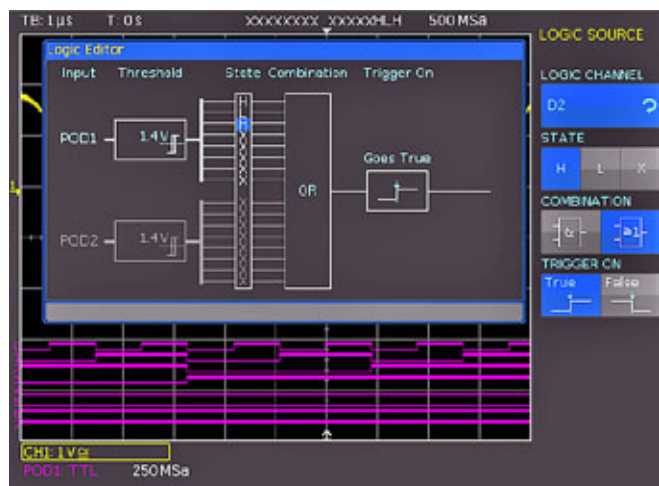 TB: 1 µs T: 0 s XXXXXXXX_XXXXXHLH 500 MSa
LOGIC SOURCE
Logic Editor
Input Threshold State Combination Trigger On
LOGIC CHANNEL
D2
STATE
H L X
COMBINATION
& ≥1
TRIGGER ON
True False
H
L
H
X
X
X
X
X
POD1 1.4V
Goes True
OR
X
X
X
X
X
X
X
X
POD2 1.4V
CH1: 1 V
POD1: TTL 250MSa